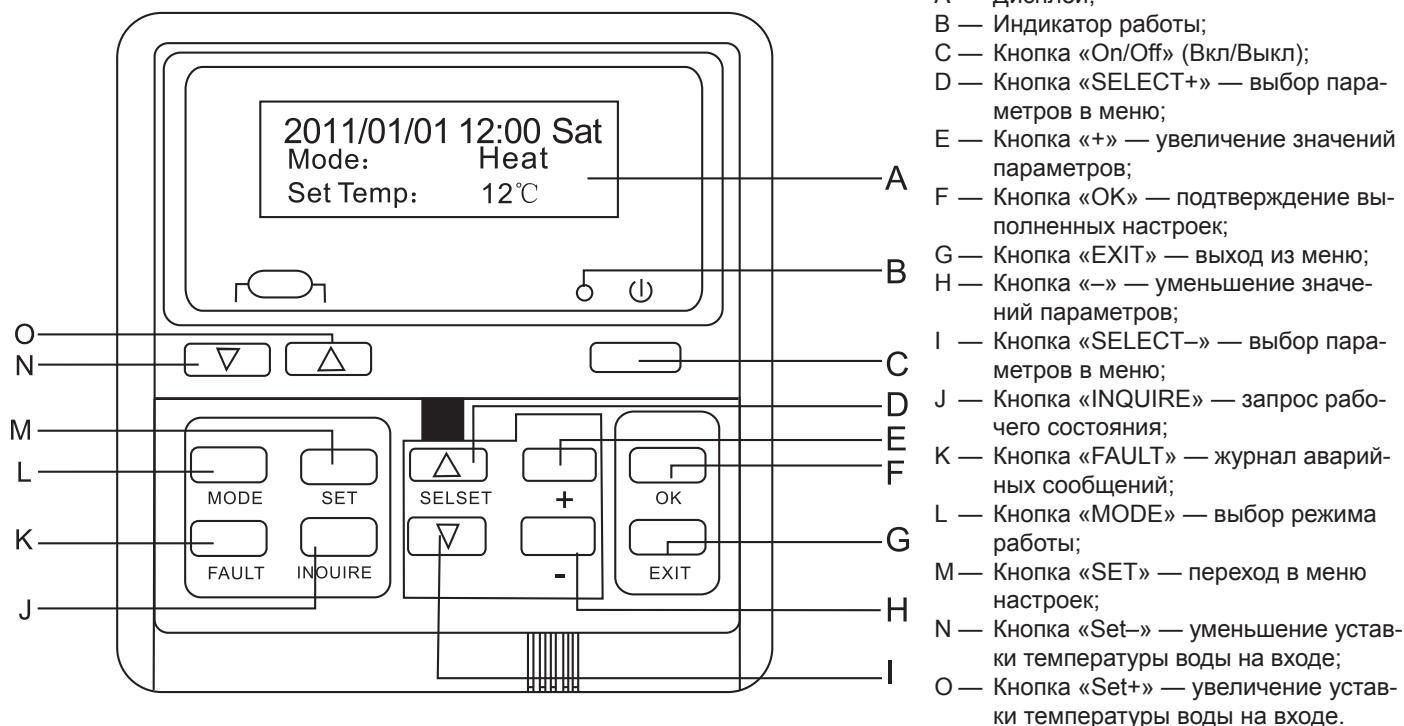 2011/01/01 12:00 Sat
Mode: Heat
Set Temp: 12℃
A
B
O
N
C
D
M
E
L
F
MODE
SET
SELSET
+
OK
K
G
FAULT
INOUIRE
-
EXIT
J
H
I
A — Дисплей;
B — Индикатор работы;
C — Кнопка «On/Off» (Вкл/Выкл);
D — Кнопка «SELECT+» — выбор пара-
метров в меню;
E — Кнопка «+» — увеличение значений
параметров;
F — Кнопка «OK» — подтверждение вы-
полненных настроек;
G — Кнопка «EXIT» — выход из меню;
H — Кнопка «–» — уменьшение значе-
ний параметров;
I — Кнопка «SELECT–» — выбор пара-
метров в меню;
J — Кнопка «INQUIRE» — запрос рабо-
чего состояния;
K — Кнопка «FAULT» — журнал аварий-
ных сообщений;
L — Кнопка «MODE» — выбор режима
работы;
M — Кнопка «SET» — переход в меню
настроек;
N — Кнопка «Set–» — уменьшение устав-
ки температуры воды на входе;
O — Кнопка «Set+» — увеличение устав-
ки температуры воды на входе.